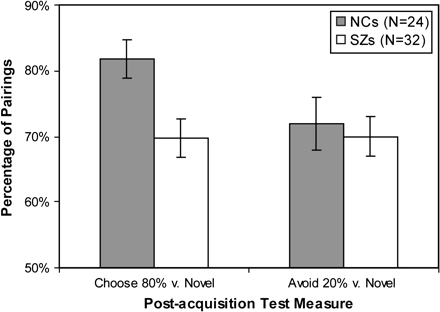 90%
NCs (N=24)
SZs (N=32)
80%
70%
60%
50%
Percentage of Pairings
Choose 80% v. Novel
Avoid 20% v. Novel
Post-acquisition Test Measure